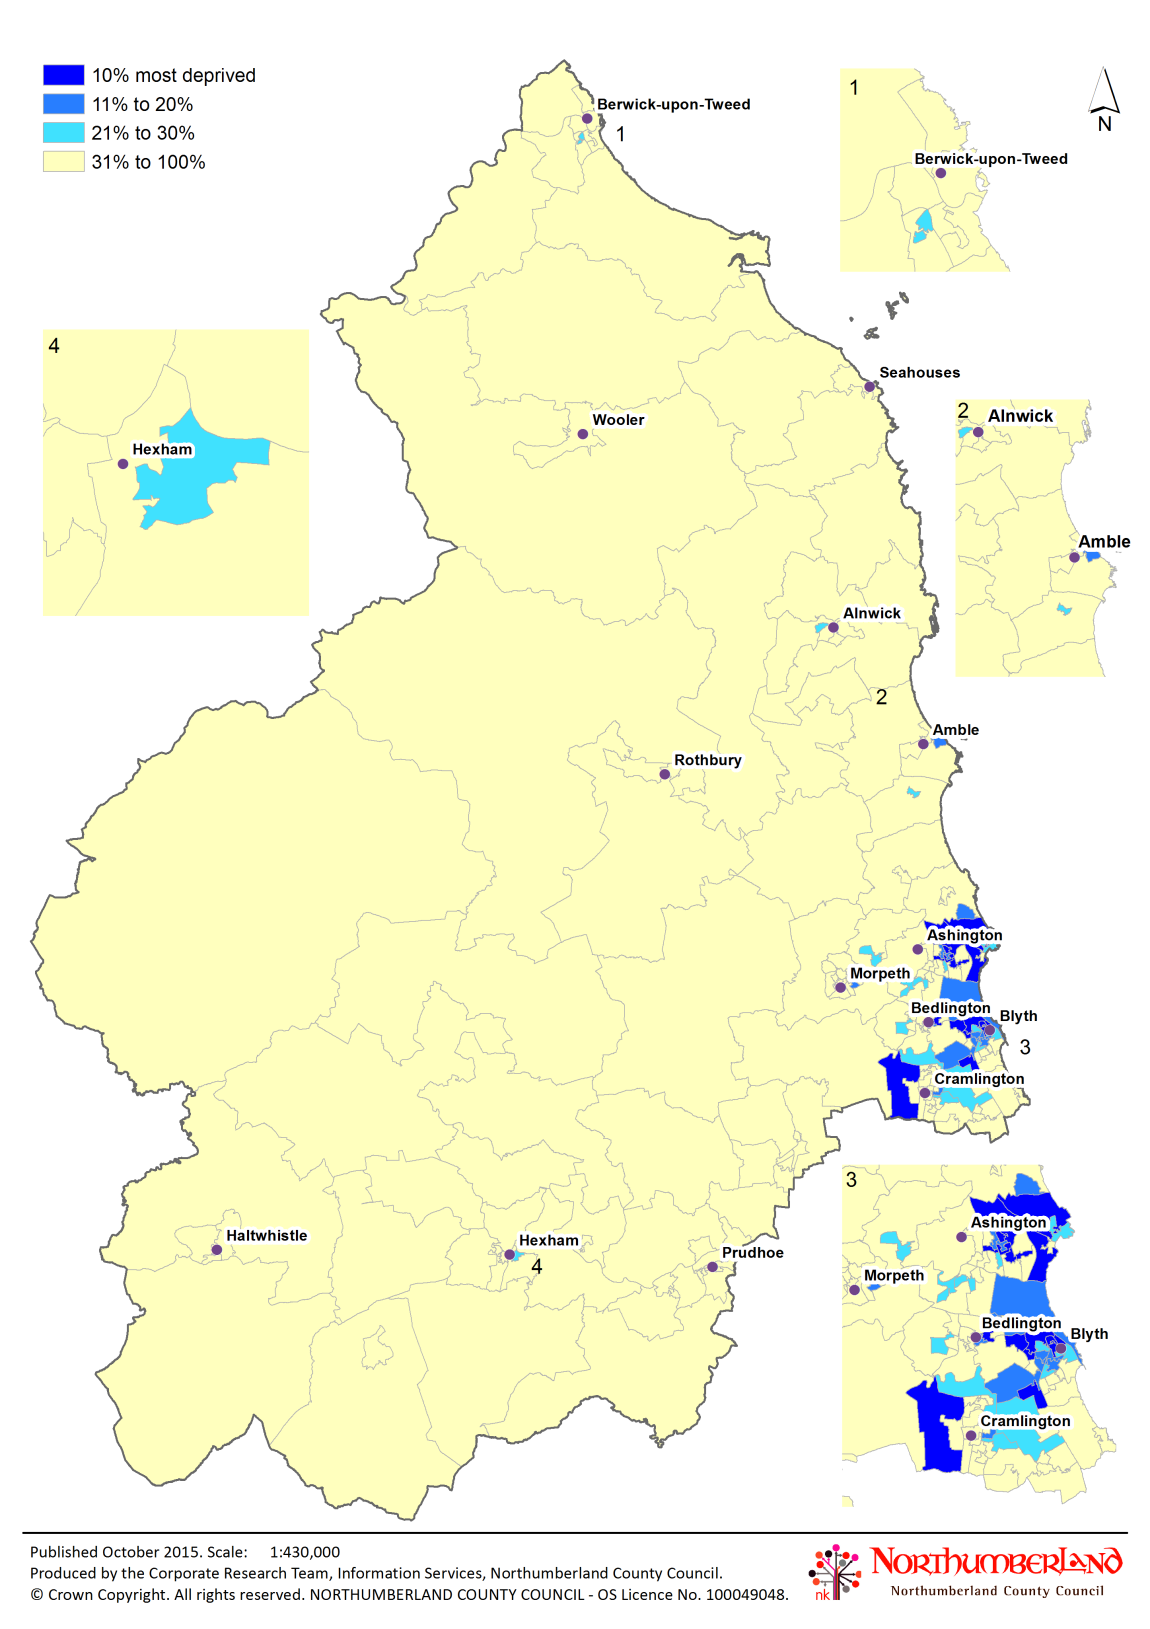 10% most deprived
11% to 20%
21% to 30%
31% to 100%
Berwick-upon-Tweed
1
1
Berwick-upon-Tweed
N
4
Hexham
Seahouses
Wooler
2
Alnwick
Amble
Alnwick
2
Amble
Rothbury
Ashington
Morpeth
Bedlington
Blyth
3
Cramlington
3
Ashington
Morpeth
Bedlington
Blyth
Cramlington
Haltwhistle
Hexham
4
Prudhoe
Published October 2015. Scale: 1:430,000
Produced by the Corporate Research Team, Information Services, Northumberland County Council.
© Crown Copyright. All rights reserved. NORTHUMBERLAND COUNTY COUNCIL - OS Licence No. 100049048.
nk
NORTHUMBERLAND
Northumberland County Council